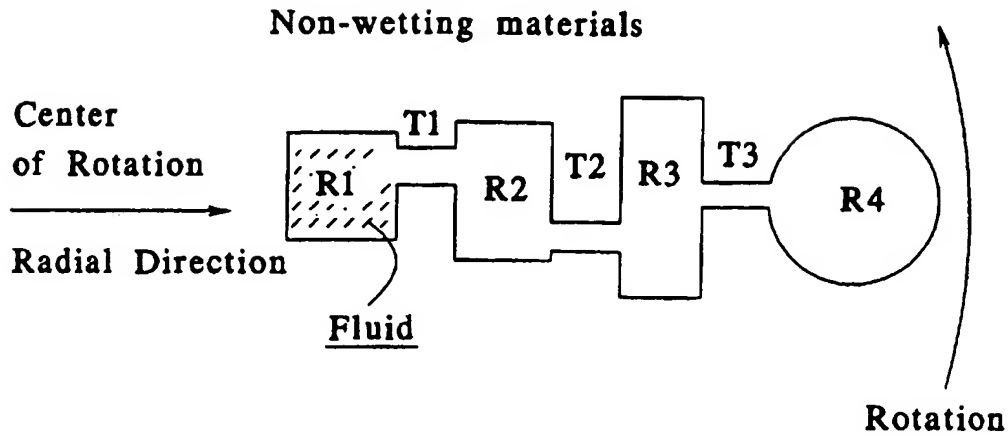 Non-wetting materials
Center
of Rotation
Radial Direction
T1
R1
R2
T2
R3
T3
R4
Fluid
Rotation